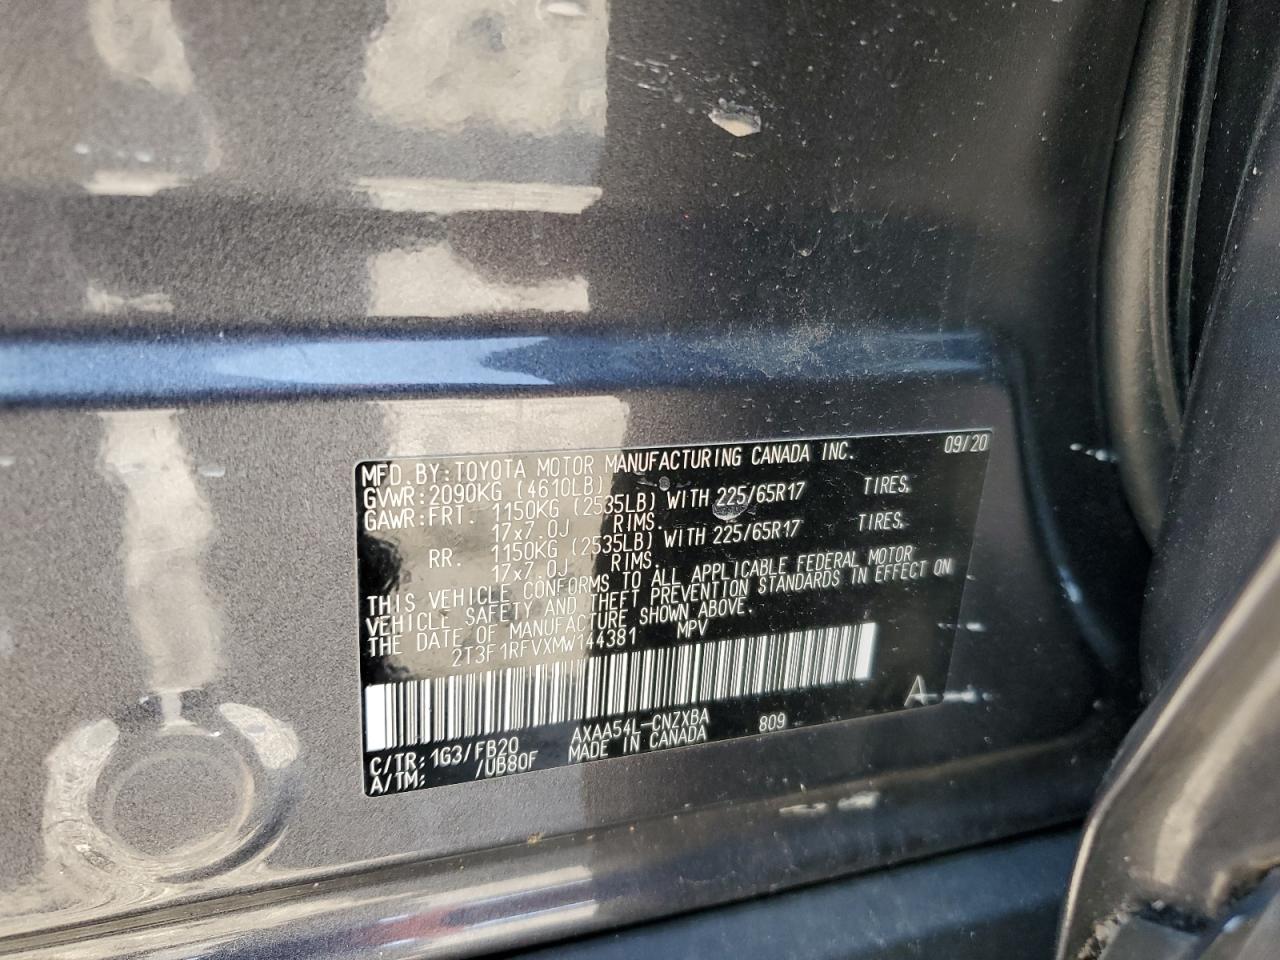 MFD.BY:TOYOTA MOTOR MANUFACTURING CANADA INC. 09/20
GVWR:2090KG (4610LB)
GAWR:FRT. 1150KG (2535LB) WITH 225/65R17 TIRES,
17x7.0J RIMS.
RR. 1150KG (2535LB) WITH 225/65R17 TIRES,
17x7.0J RIMS.
THIS VEHICLE CONFORMS TO ALL APPLICABLE FEDERAL MOTOR
VEHICLE SAFETY AND THEFT PREVENTION STANDARDS IN EFFECT ON
THE DATE OF MANUFACTURE SHOWN ABOVE.
2T3F1RFVXMW144381 MPV
A
C/TR:1G3/FB20 AXAA54L-CNZXBA 809
A/TM: /UB80F MADE IN CANADA